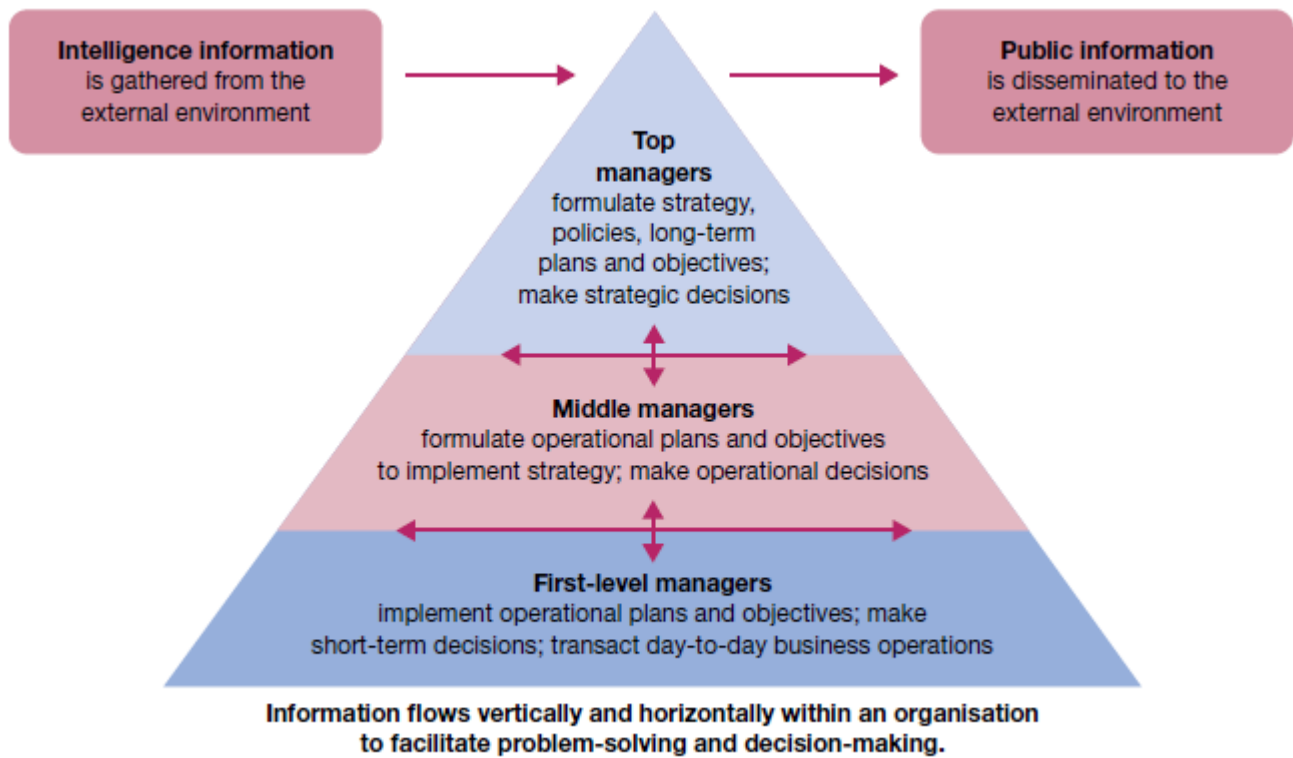 Intelligence information
is gathered from the
external environment
Public information
is disseminated to the
external environment
Top
managers
formulate strategy,
policies, long-term
plans and objectives;
make strategic decisions
Middle managers
formulate operational plans and objectives
to implement strategy; make operational decisions
First-level managers
implement operational plans and objectives; make
short-term decisions; transact day-to-day business operations
Information flows vertically and horizontally within an organisation
to facilitate problem-solving and decision-making.